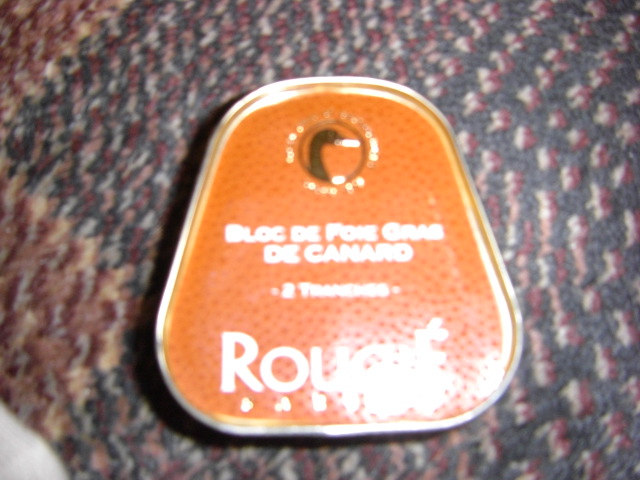 BLOC DE FOIE GRAS
DE CANARD
- 2 TRANCHES -
ROUGIÉ